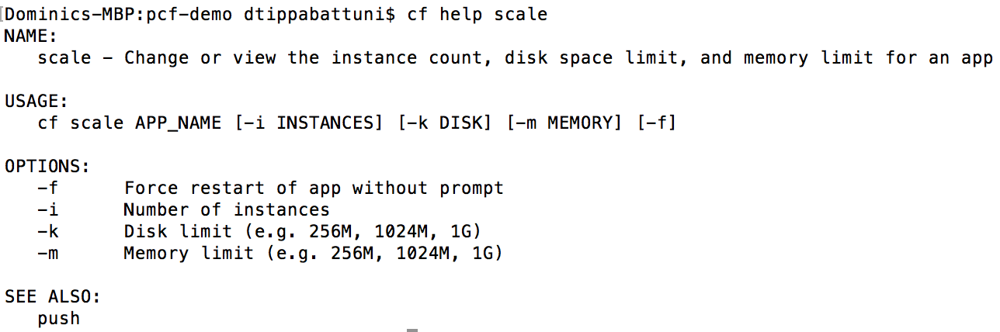 [Dominics-MBP:pcf-demo dtippabattuni$ cf help scale
NAME:
   scale - Change or view the instance count, disk space limit, and memory limit for an app

USAGE:
   cf scale APP_NAME [-i INSTANCES] [-k DISK] [-m MEMORY] [-f]

OPTIONS:
   -f      Force restart of app without prompt
   -i      Number of instances
   -k      Disk limit (e.g. 256M, 1024M, 1G)
   -m      Memory limit (e.g. 256M, 1024M, 1G)

SEE ALSO:
   push